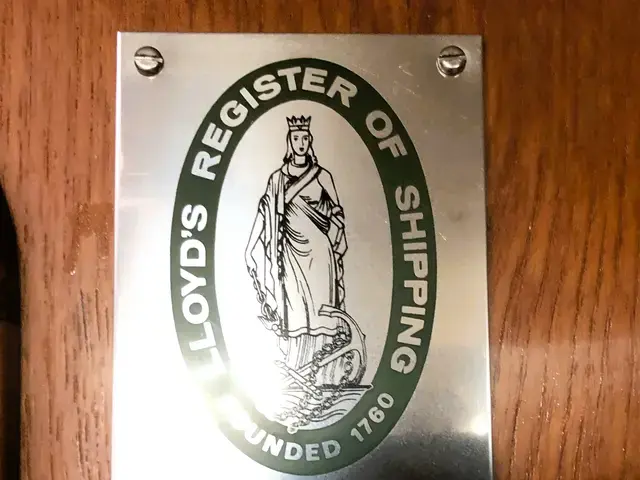 LLOYD'S REGISTER OF SHIPPING
FOUNDED 1760